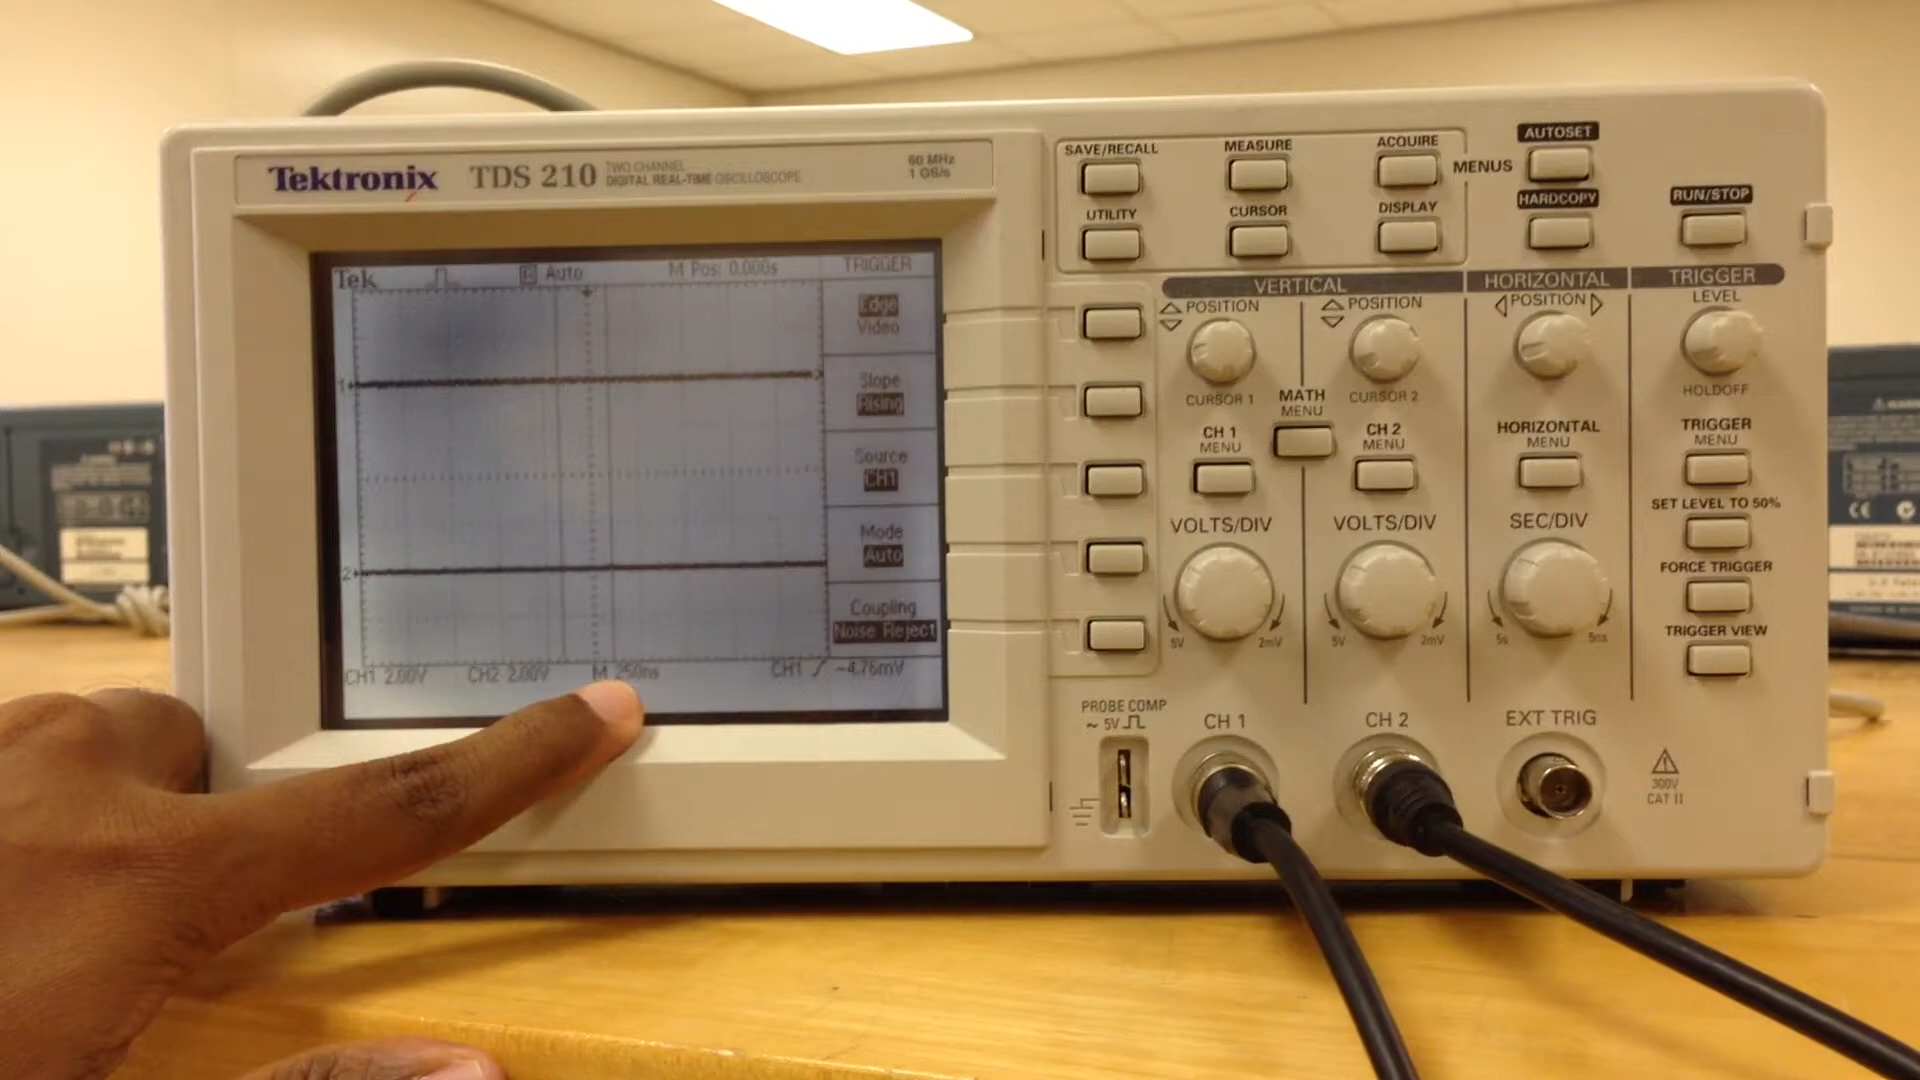 Tektronix TDS 210 TWO CHANNEL
DIGITAL REAL-TIME OSCILLOSCOPE
60 MHz
1 GS/s
Tek Auto M Pos: 0.000s TRIGGER
Edge
Video
Slope
Rising
Source
CH1
Mode
Auto
Coupling
Noise Reject
1
2
CH1 2.00V CH2 2.00V M 250ns CH1 -4.76mV
SAVE/RECALL MEASURE ACQUIRE
MENUS
UTILITY CURSOR DISPLAY
AUTOSET
HARDCOPY
RUN/STOP
VERTICAL HORIZONTAL TRIGGER
POSITION POSITION POSITION LEVEL
CURSOR 1 CURSOR 2 HOLDOFF
MATH
MENU
CH 1
MENU
CH 2
MENU
HORIZONTAL
MENU
TRIGGER
MENU
SET LEVEL TO 50%
VOLTS/DIV VOLTS/DIV SEC/DIV
FORCE TRIGGER
TRIGGER VIEW
5V 2mV 5V 2mV 5s 5ns
PROBE COMP
~ 5V
CH 1 CH 2 EXT TRIG
300V
CAT II